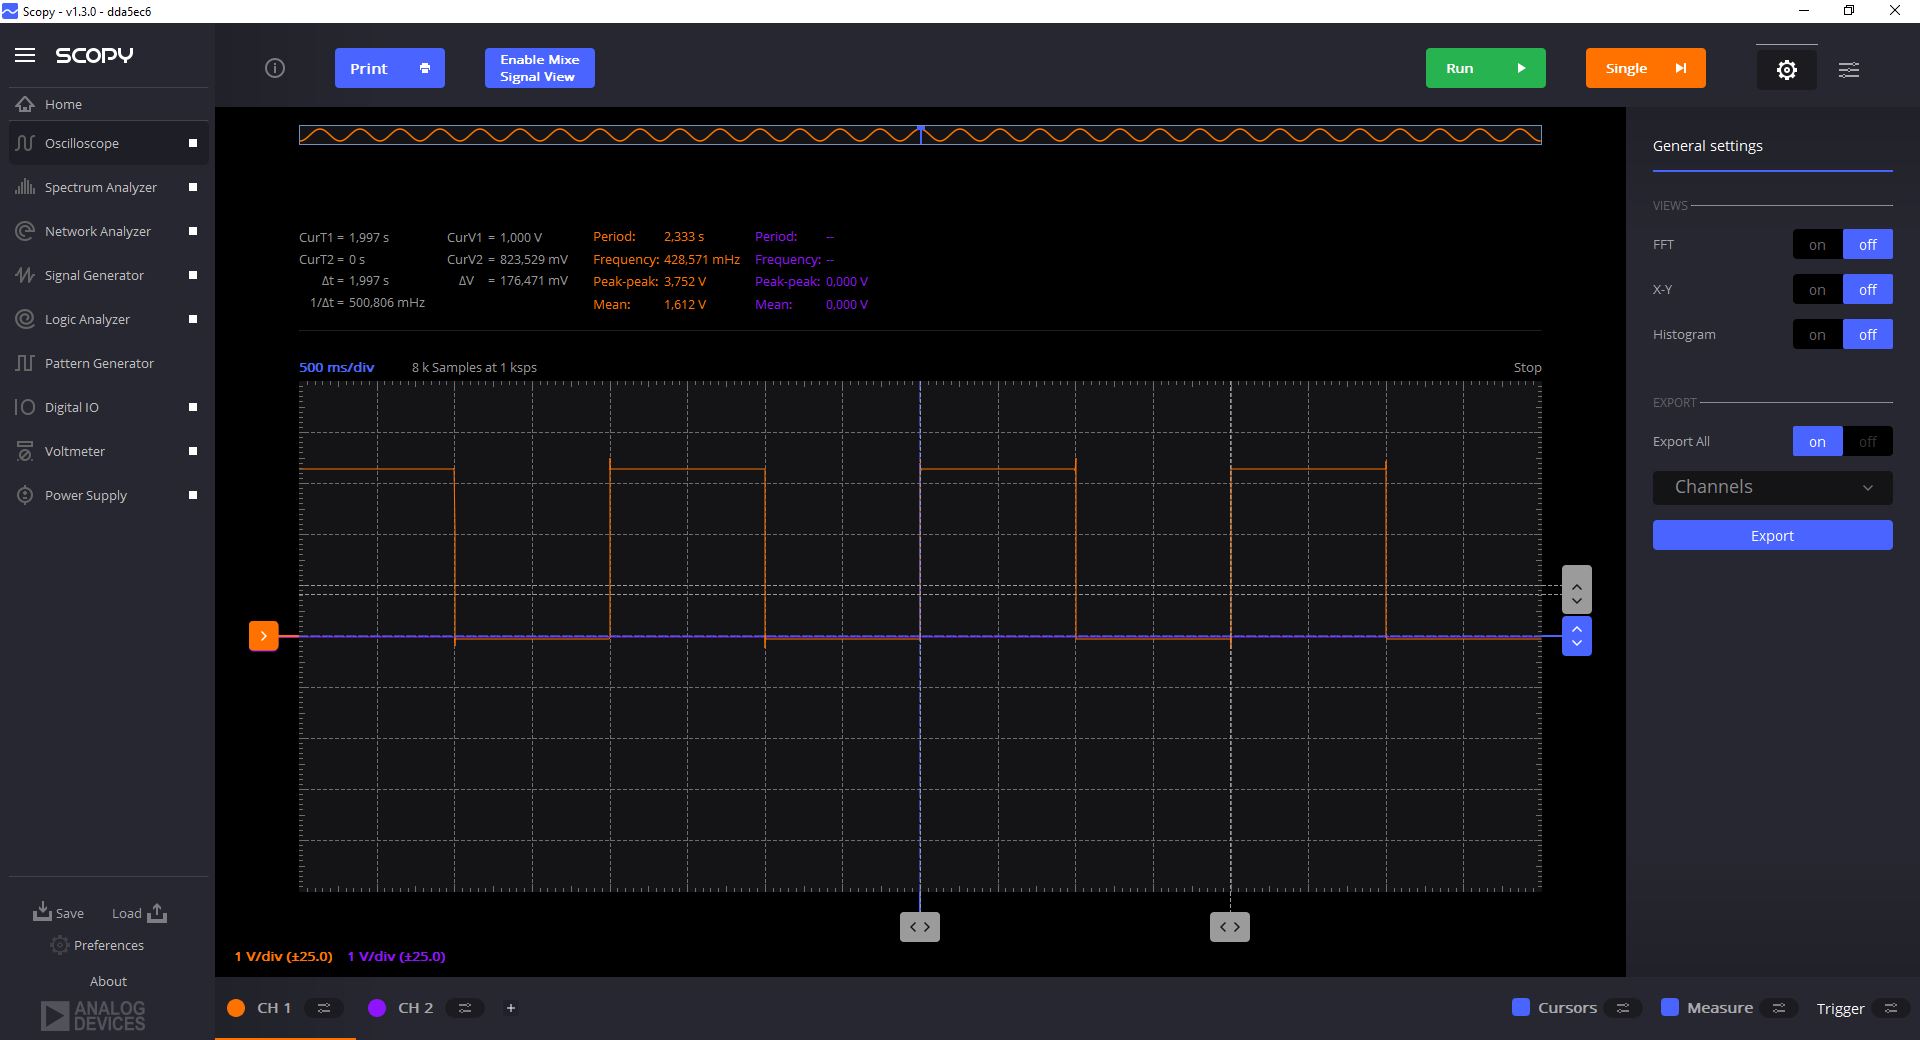 Scopy - v1.3.0 - dda5ec6
SCOPY
Print
Enable Mixe
Signal View
Run
Single
Home
Oscilloscope
Spectrum Analyzer
Network Analyzer
Signal Generator
Logic Analyzer
Pattern Generator
Digital IO
Voltmeter
Power Supply
Save
Load
Preferences
About
ANALOG
DEVICES
CurT1 = 1,997 s
CurT2 = 0 s
Δt = 1,997 s
1/Δt = 500,806 mHz
CurV1 = 1,000 V
CurV2 = 823,529 mV
ΔV = 176,471 mV
Period: 2,333 s
Frequency: 428,571 mHz
Peak-peak: 3,752 V
Mean: 1,612 V
Period: --
Frequency: --
Peak-peak: 0,000 V
Mean: 0,000 V
500 ms/div 8 k Samples at 1 ksps Stop
1 V/div (±25.0) 1 V/div (±25.0)
CH 1 CH 2 +
Cursors Measure Trigger
General settings
VIEWS
FFT on off
X-Y on off
Histogram on off
EXPORT
Export All on off
Channels
Export